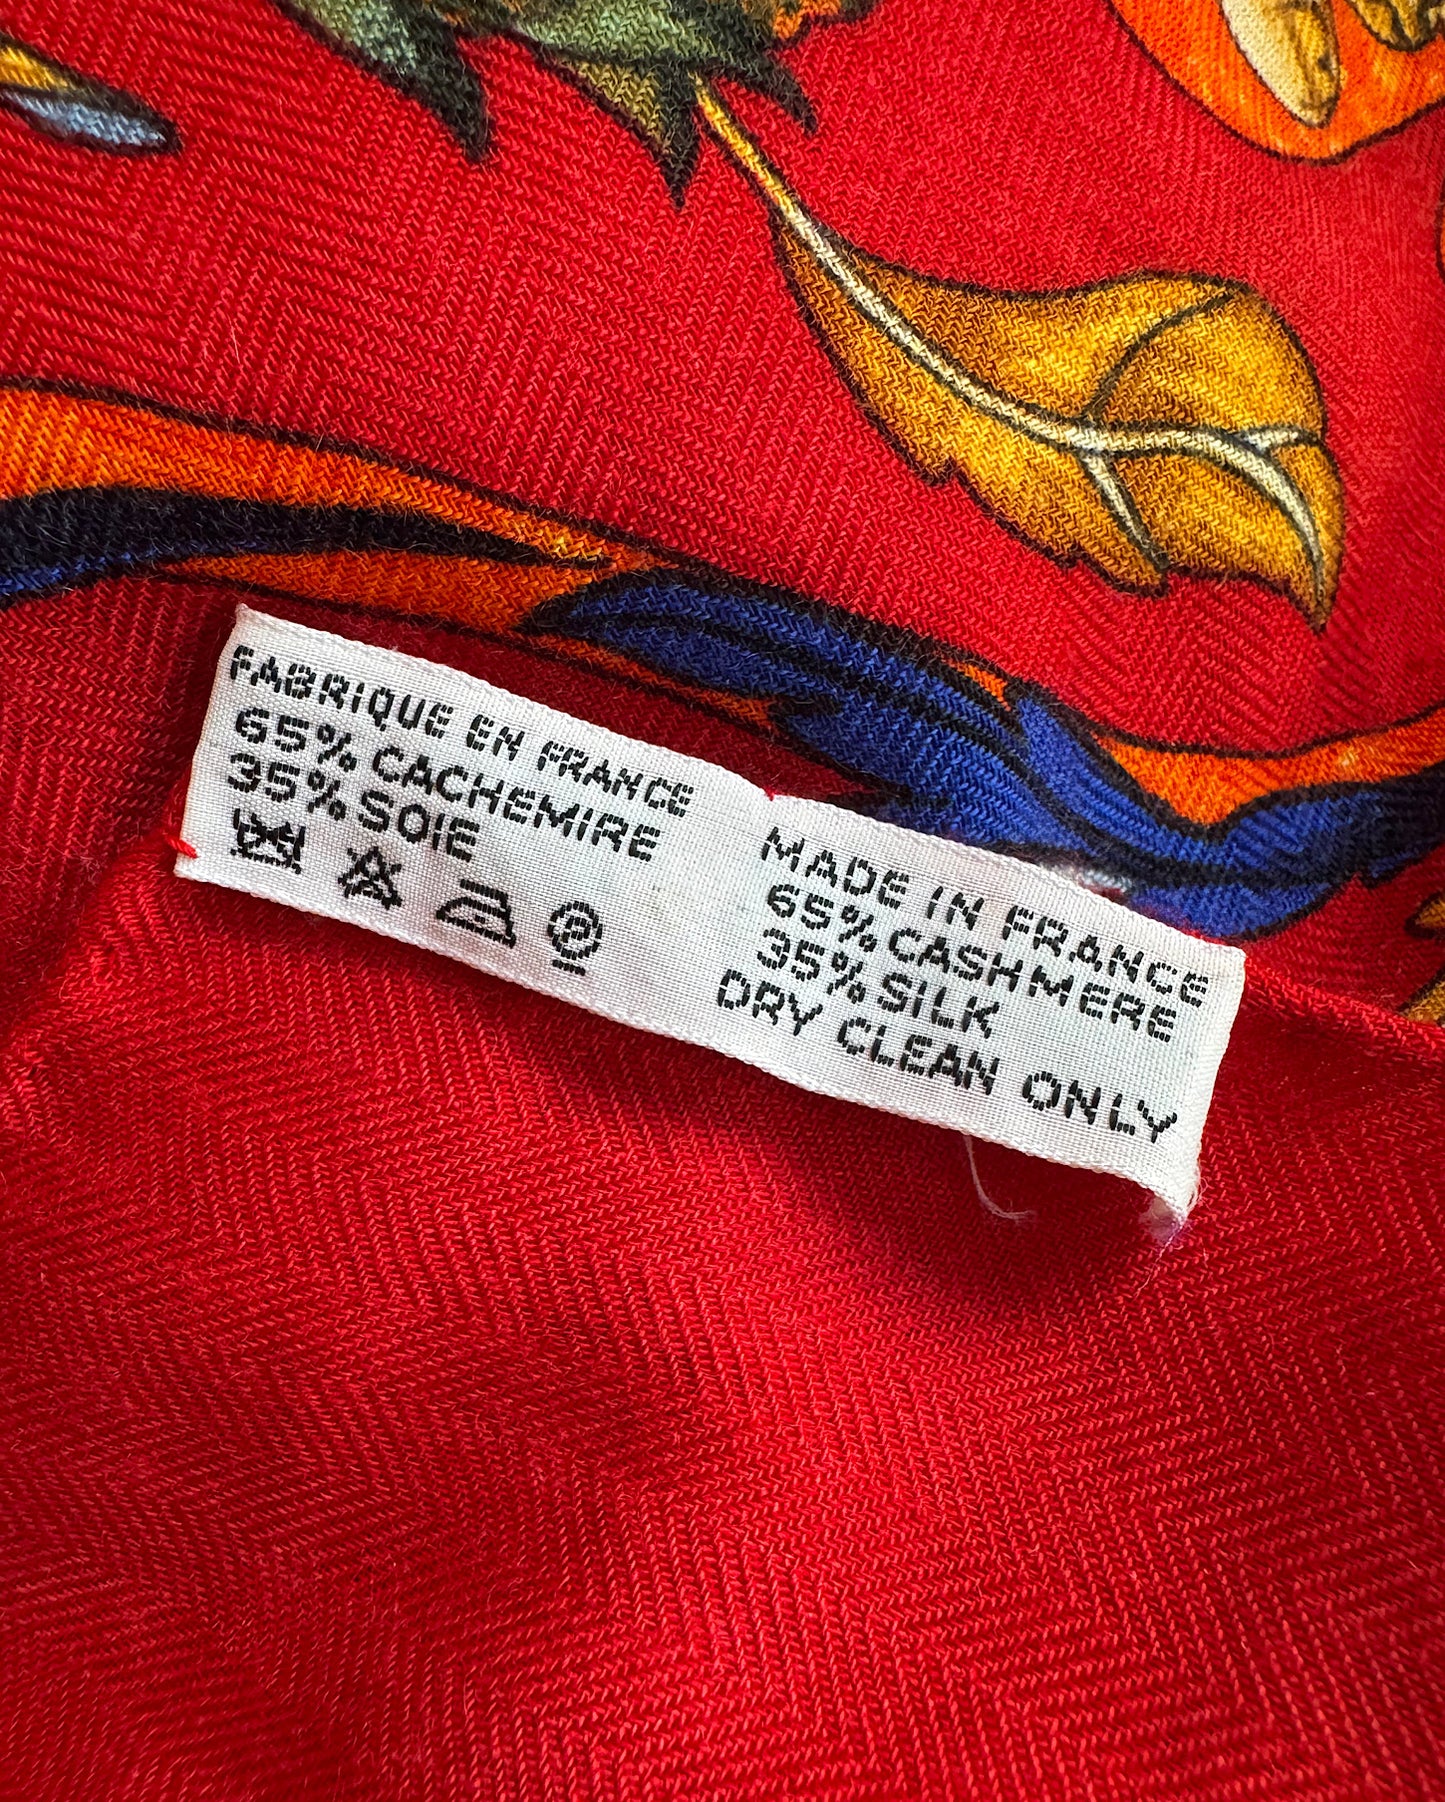 FABRIQUE EN FRANCE
65% CACHEMIRE
35% SOIE
P
MADE IN FRANCE
65% CASHMERE
35% SILK
DRY CLEAN ONLY